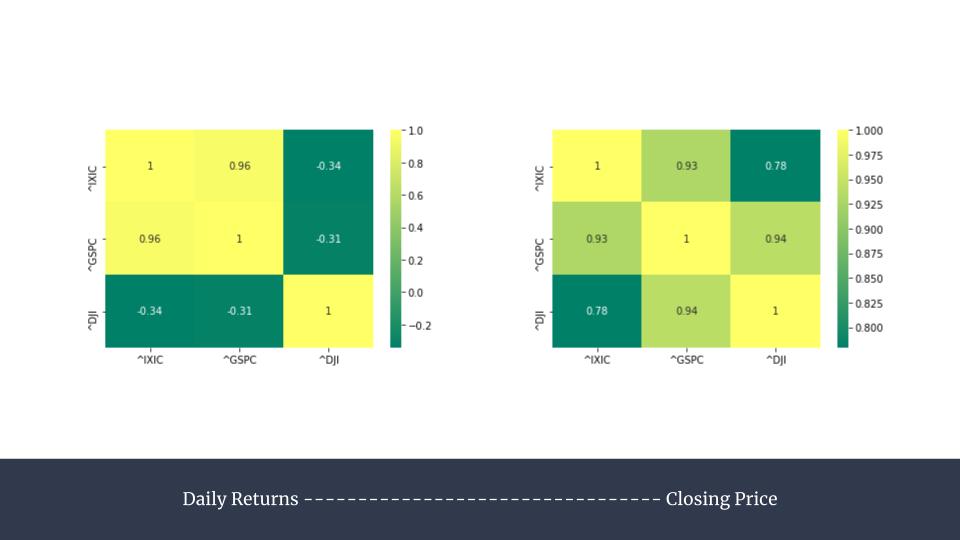 ^IXIC 1 0.96 -0.34
^GSPC 0.96 1 -0.31
^DJI -0.34 -0.31 1
^IXIC ^GSPC ^DJI
1.0
0.8
0.6
0.4
0.2
0.0
−0.2
^IXIC 1 0.93 0.78
^GSPC 0.93 1 0.94
^DJI 0.78 0.94 1
^IXIC ^GSPC ^DJI
1.000
0.975
0.950
0.925
0.900
0.875
0.850
0.825
0.800
Daily Returns --------------------------------- Closing Price